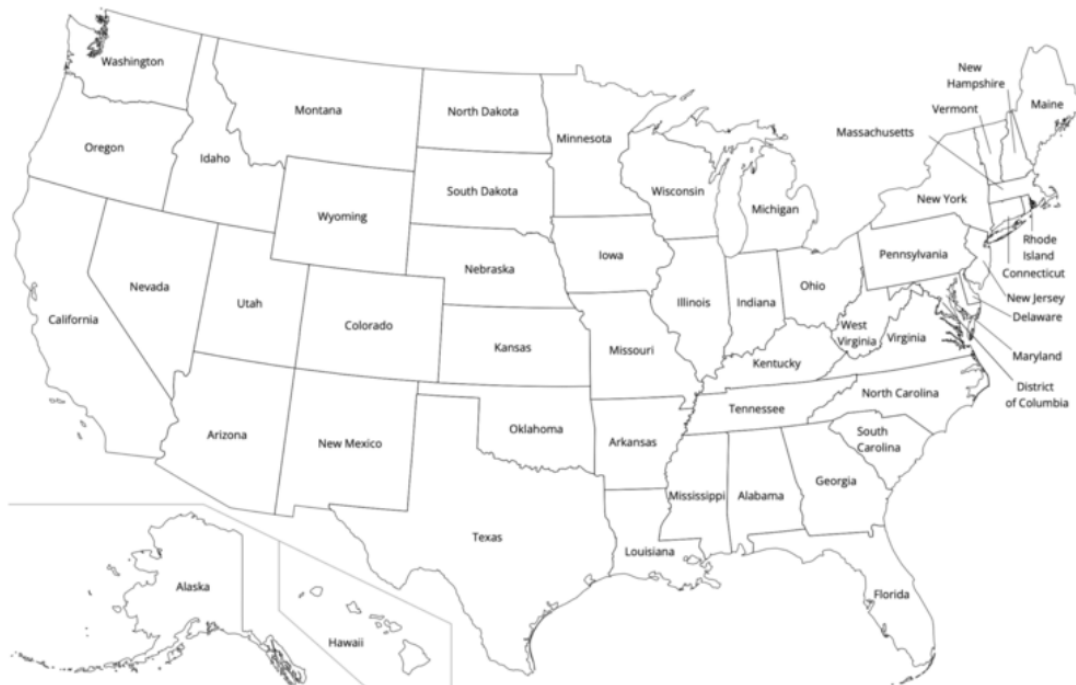 Washington
Montana
North Dakota
Minnesota
New
Hampshire
Vermont
Maine
Massachusetts
Oregon
Idaho
South Dakota
Wisconsin
Michigan
New York
Wyoming
Rhode
Island
Connecticut
Pennsylvania
Iowa
Nebraska
Nevada
Utah
Illinois
Indiana
Ohio
New Jersey
Delaware
California
Colorado
Kansas
Missouri
West
Virginia
Virginia
Kentucky
Maryland
District
of Columbia
North Carolina
Tennessee
Arizona
New Mexico
Oklahoma
Arkansas
South
Carolina
Mississippi
Alabama
Georgia
Texas
Louisiana
Alaska
Florida
Hawaii